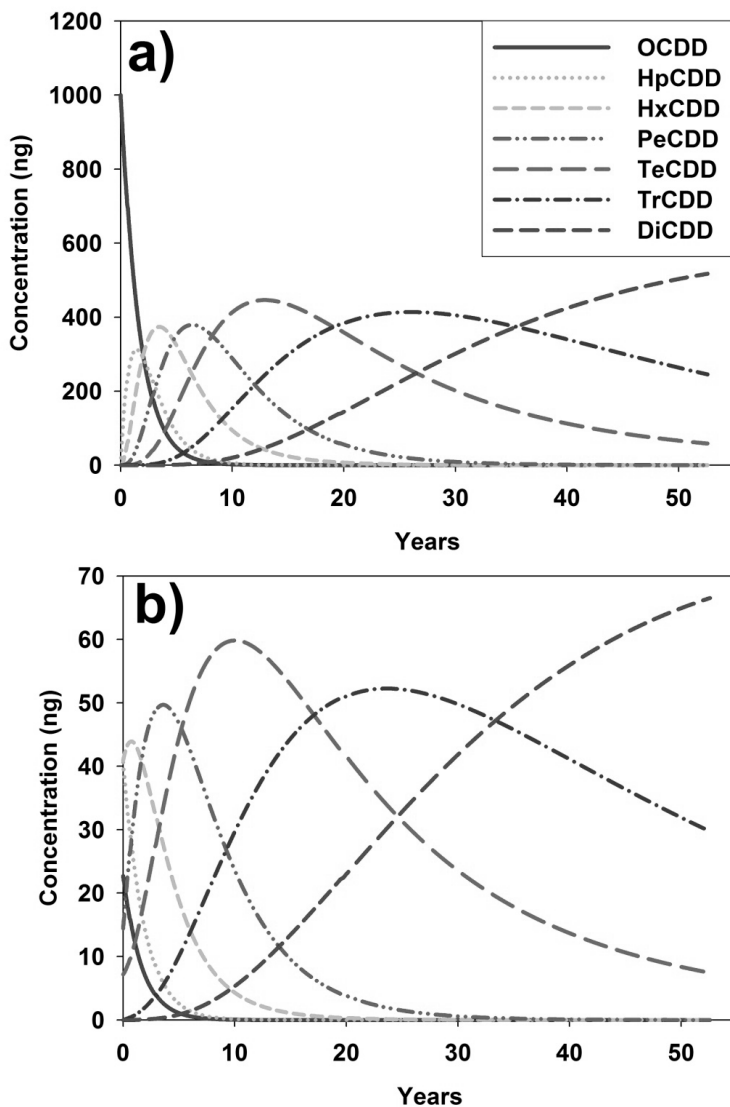 1200
a)
OCDD
HpCDD
HxCDD
PeCDD
TeCDD
TrCDD
DiCDD
1000
800
600
400
200
0
Concentration (ng)
0 10 20 30 40 50
Years
70
b)
60
50
40
30
20
10
0
Concentration (ng)
0 10 20 30 40 50
Years